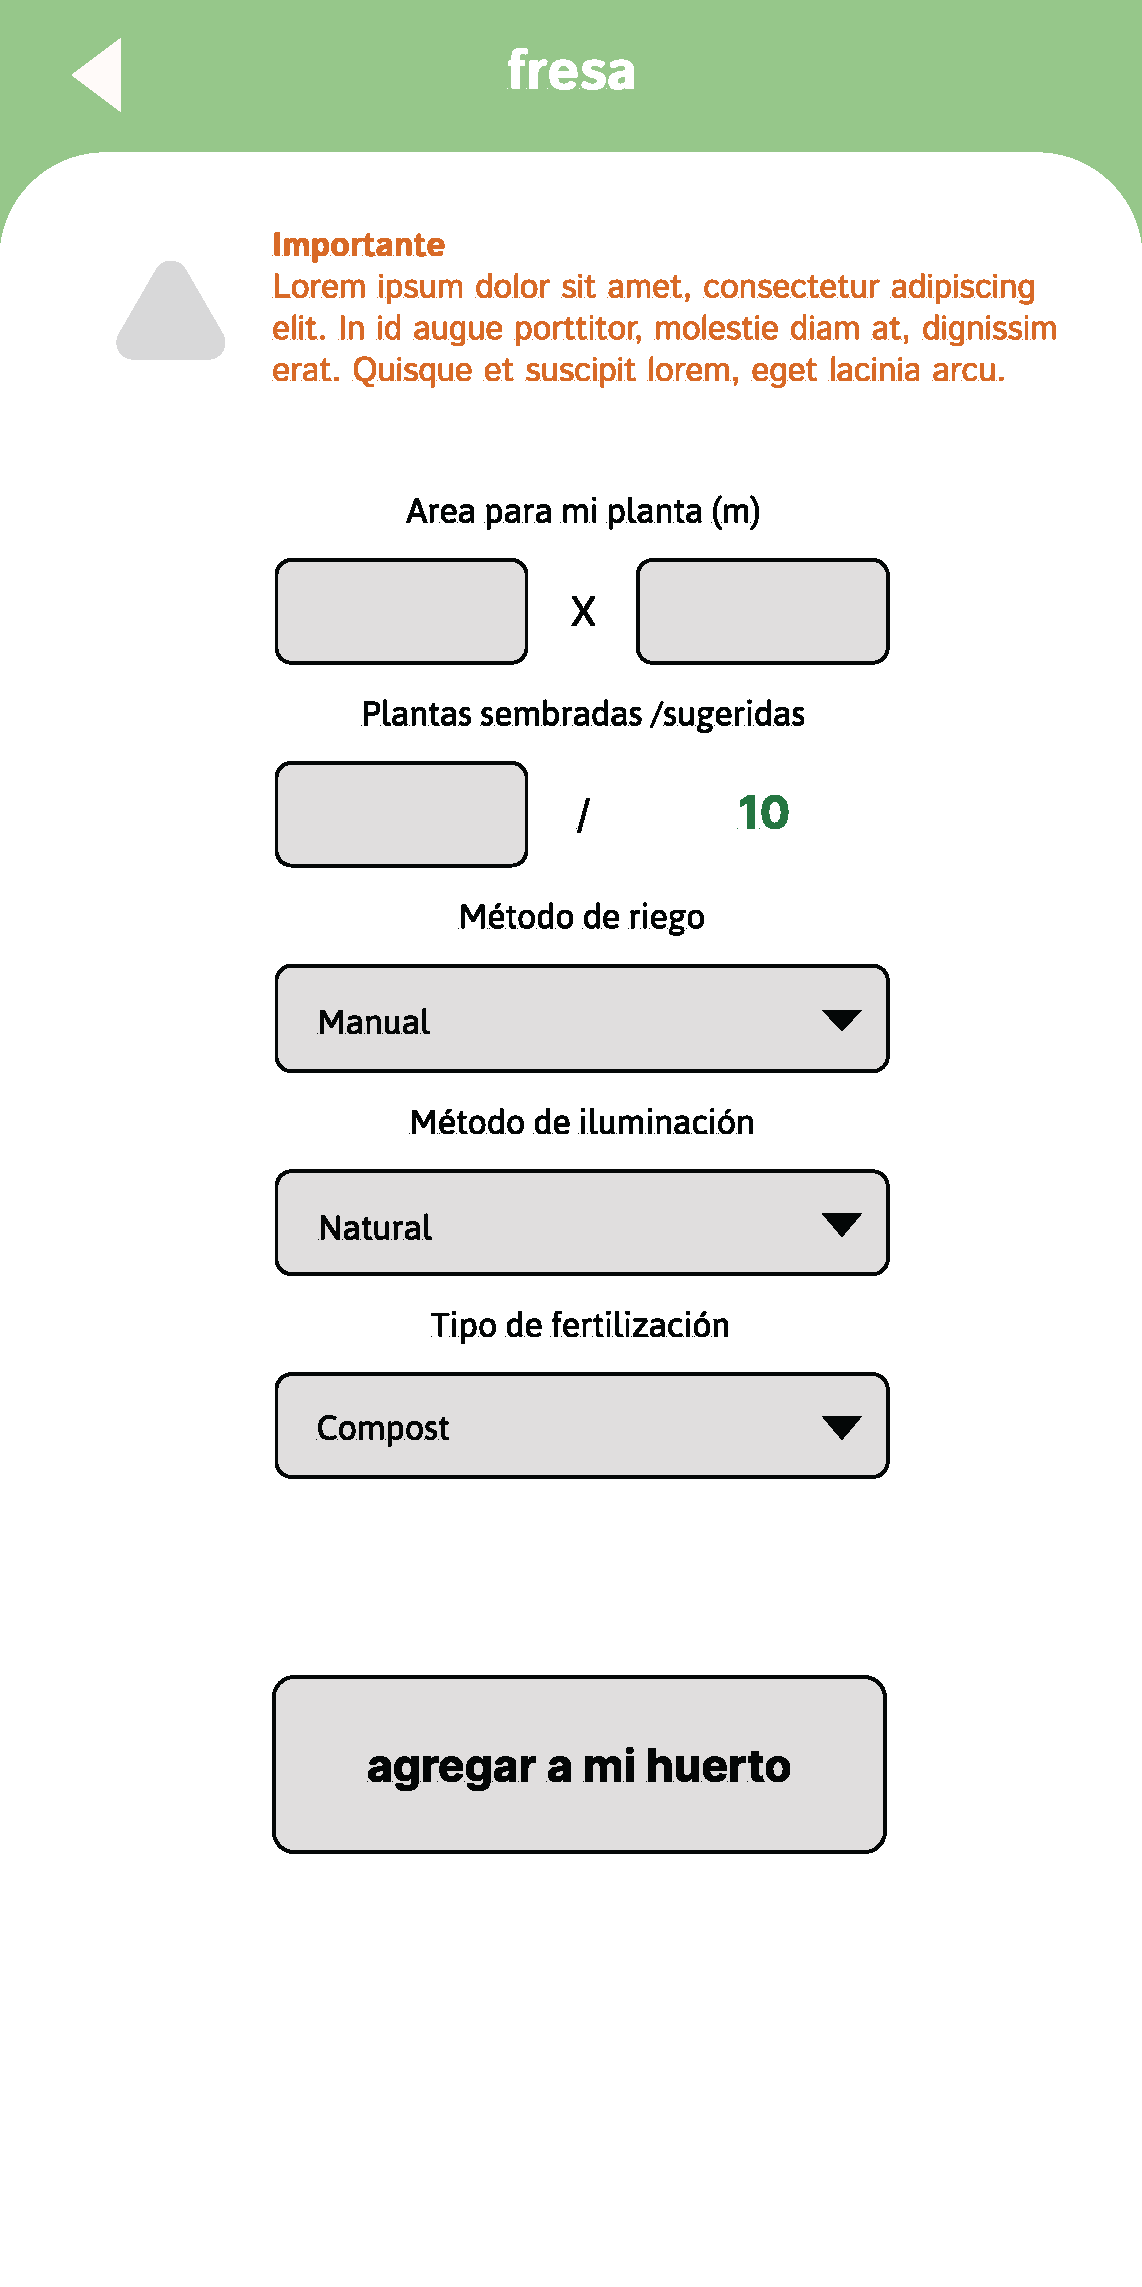 fresa
Importante
Lorem ipsum dolor sit amet, consectetur adipiscing
elit. In id augue porttitor, molestie diam at, dignissim
erat. Quisque et suscipit lorem, eget lacinia arcu.
Area para mi planta (m)
X
Plantas sembradas /sugeridas
/ 10
Método de riego
Manual
Método de iluminación
Natural
Tipo de fertilización
Compost
agregar a mi huerto